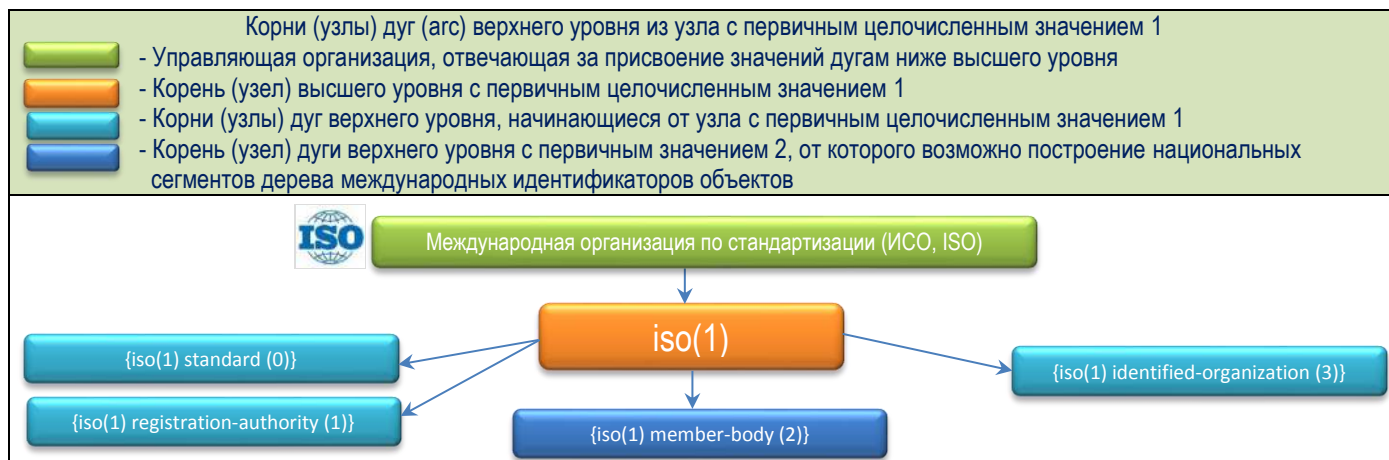 Корни (узлы) дуг (arc) верхнего уровня из узла с первичным целочисленным значением 1
- Управляющая организация, отвечающая за присвоение значений дугам ниже высшего уровня
- Корень (узел) высшего уровня с первичным целочисленным значением 1
- Корни (узлы) дуг верхнего уровня, начинающиеся от узла с первичным целочисленным значением 1
- Корень (узел) дуги верхнего уровня с первичным значением 2, от которого возможно построение национальных
сегментов дерева международных идентификаторов объектов
ISO
Международная организация по стандартизации (ИСО, ISO)
iso(1)
{iso(1) standard (0)}
{iso(1) identified-organization (3)}
{iso(1) registration-authority (1)}
{iso(1) member-body (2)}